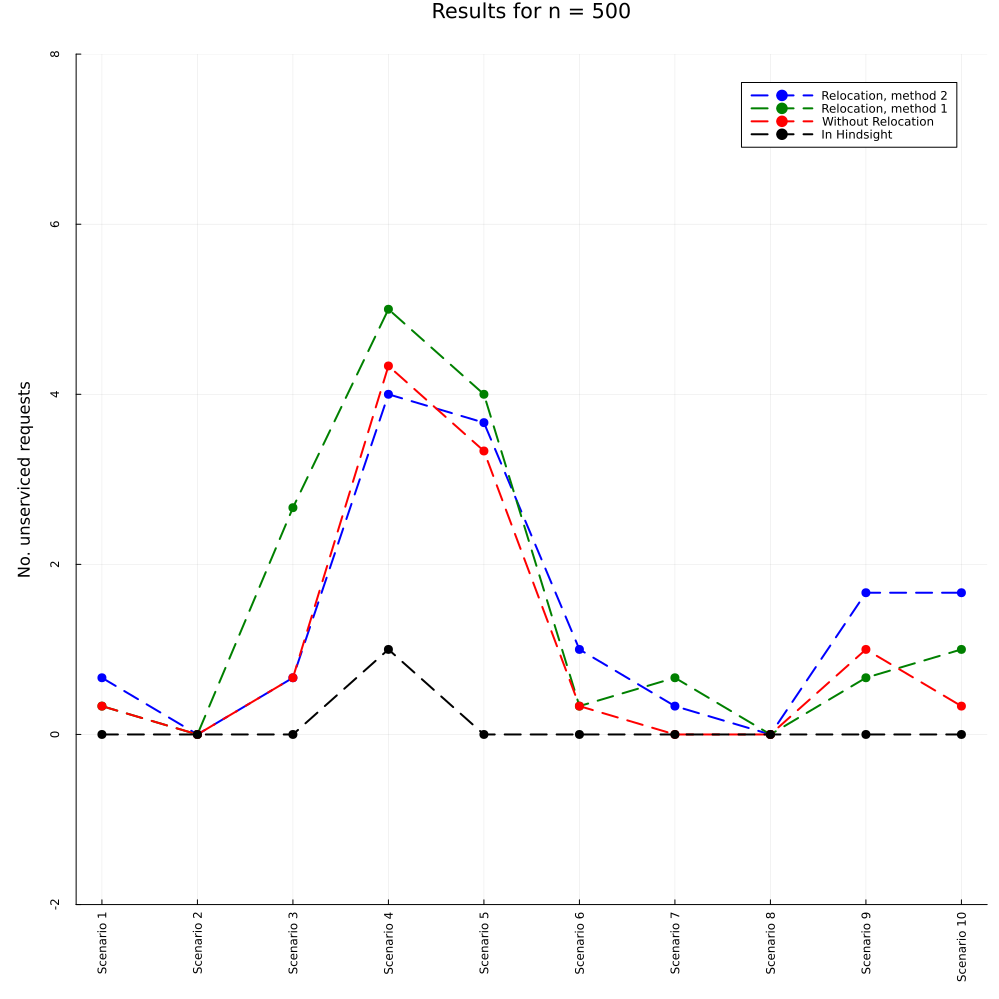 Results for n = 500
Relocation, method 2
Relocation, method 1
Without Relocation
In Hindsight
No. unserviced requests
8
6
4
2
0
-2
Scenario 1
Scenario 2
Scenario 3
Scenario 4
Scenario 5
Scenario 6
Scenario 7
Scenario 8
Scenario 9
Scenario 10